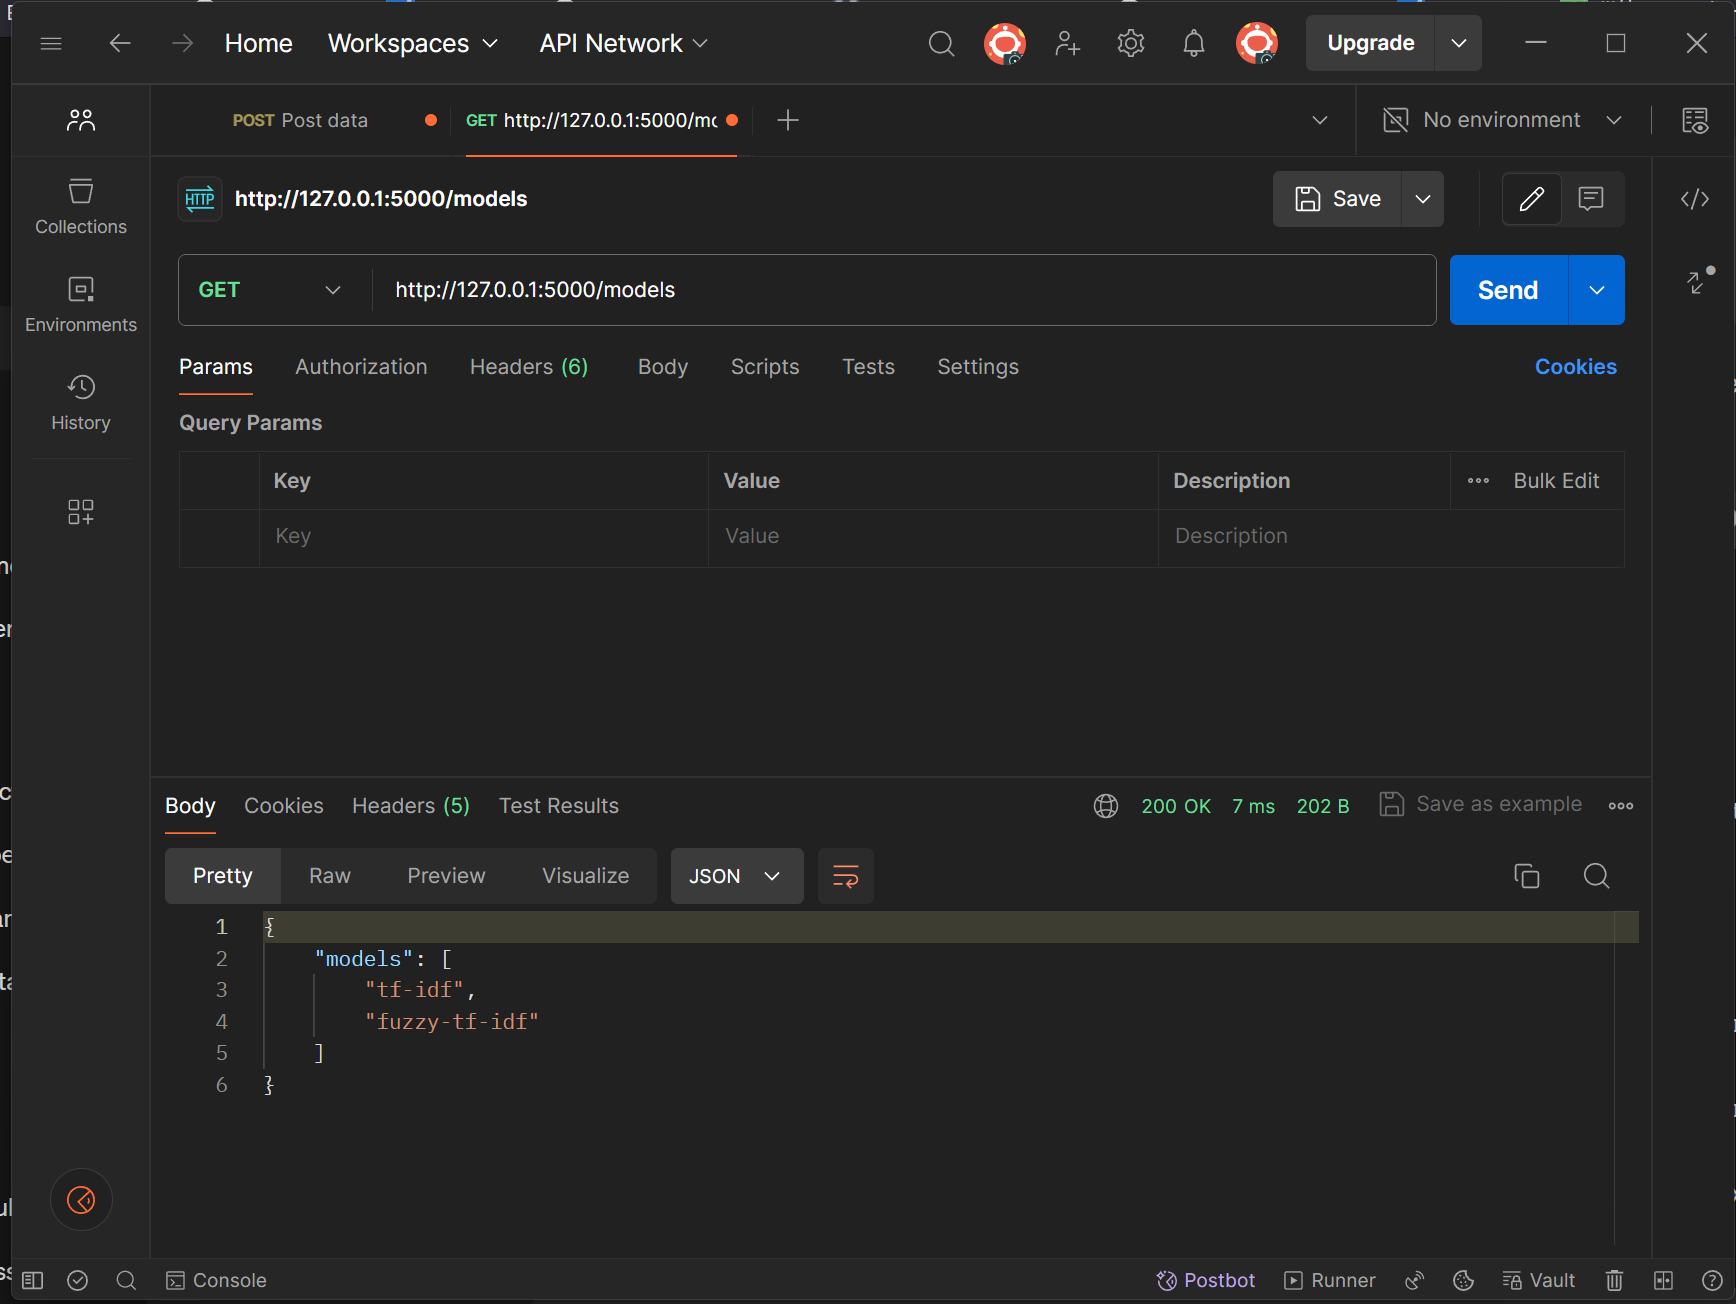 Home Workspaces API Network Upgrade
POST Post data GET http://127.0.0.1:5000/mo No environment
HTTP http://127.0.0.1:5000/models Save
Collections
GET http://127.0.0.1:5000/models Send
Environments
Params Authorization Headers (6) Body Scripts Tests Settings Cookies
History
Query Params
Key Value Description Bulk Edit
Key Value Description
Body Cookies Headers (5) Test Results 200 OK 7 ms 202 B Save as example
Pretty Raw Preview Visualize JSON
1 {
2 "models": [
3 "tf-idf",
4 "fuzzy-tf-idf"
5 ]
6 }
Console Postbot Runner Vault